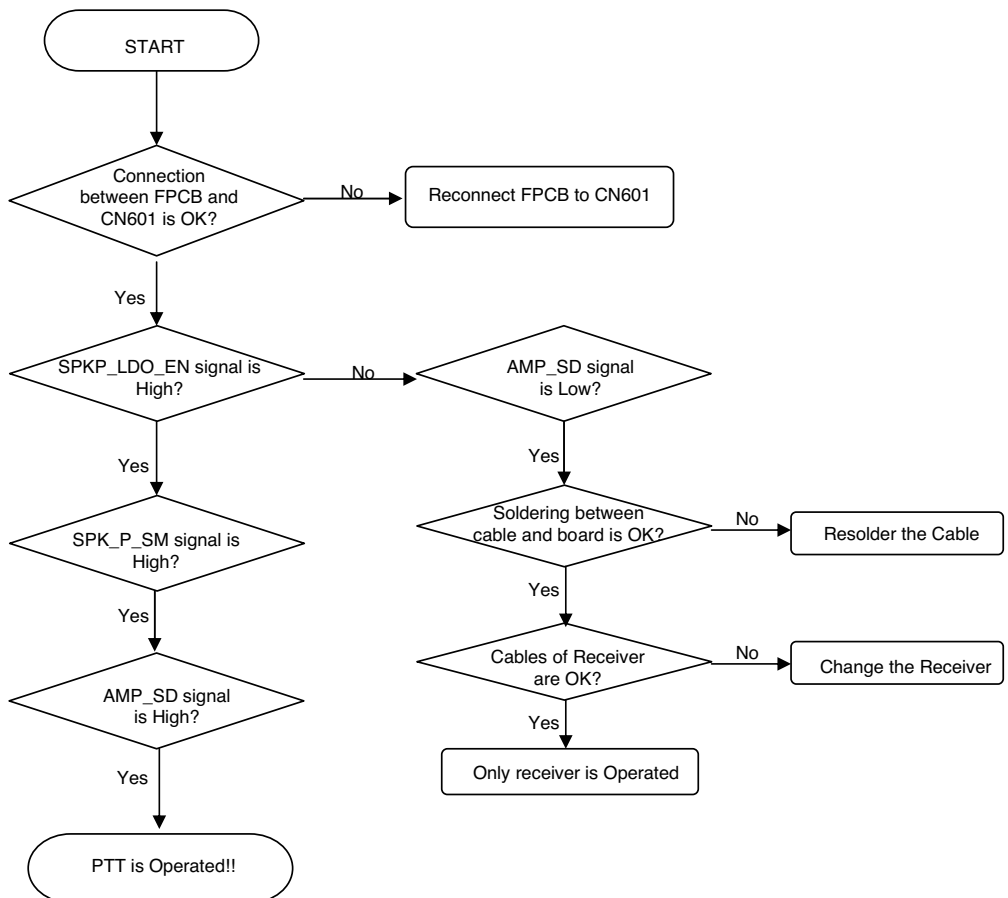 START
Connection
between FPCB and
CN601 is OK?
No
Reconnect FPCB to CN601
Yes
SPKP_LDO_EN signal is
High?
No
AMP_SD signal
is Low?
Yes
Yes
SPK_P_SM signal is
High?
Soldering between
cable and board is OK?
No
Resolder the Cable
Yes
Yes
AMP_SD signal
is High?
Cables of Receiver
are OK?
No
Change the Receiver
Yes
Yes
Only receiver is Operated
PTT is Operated!!